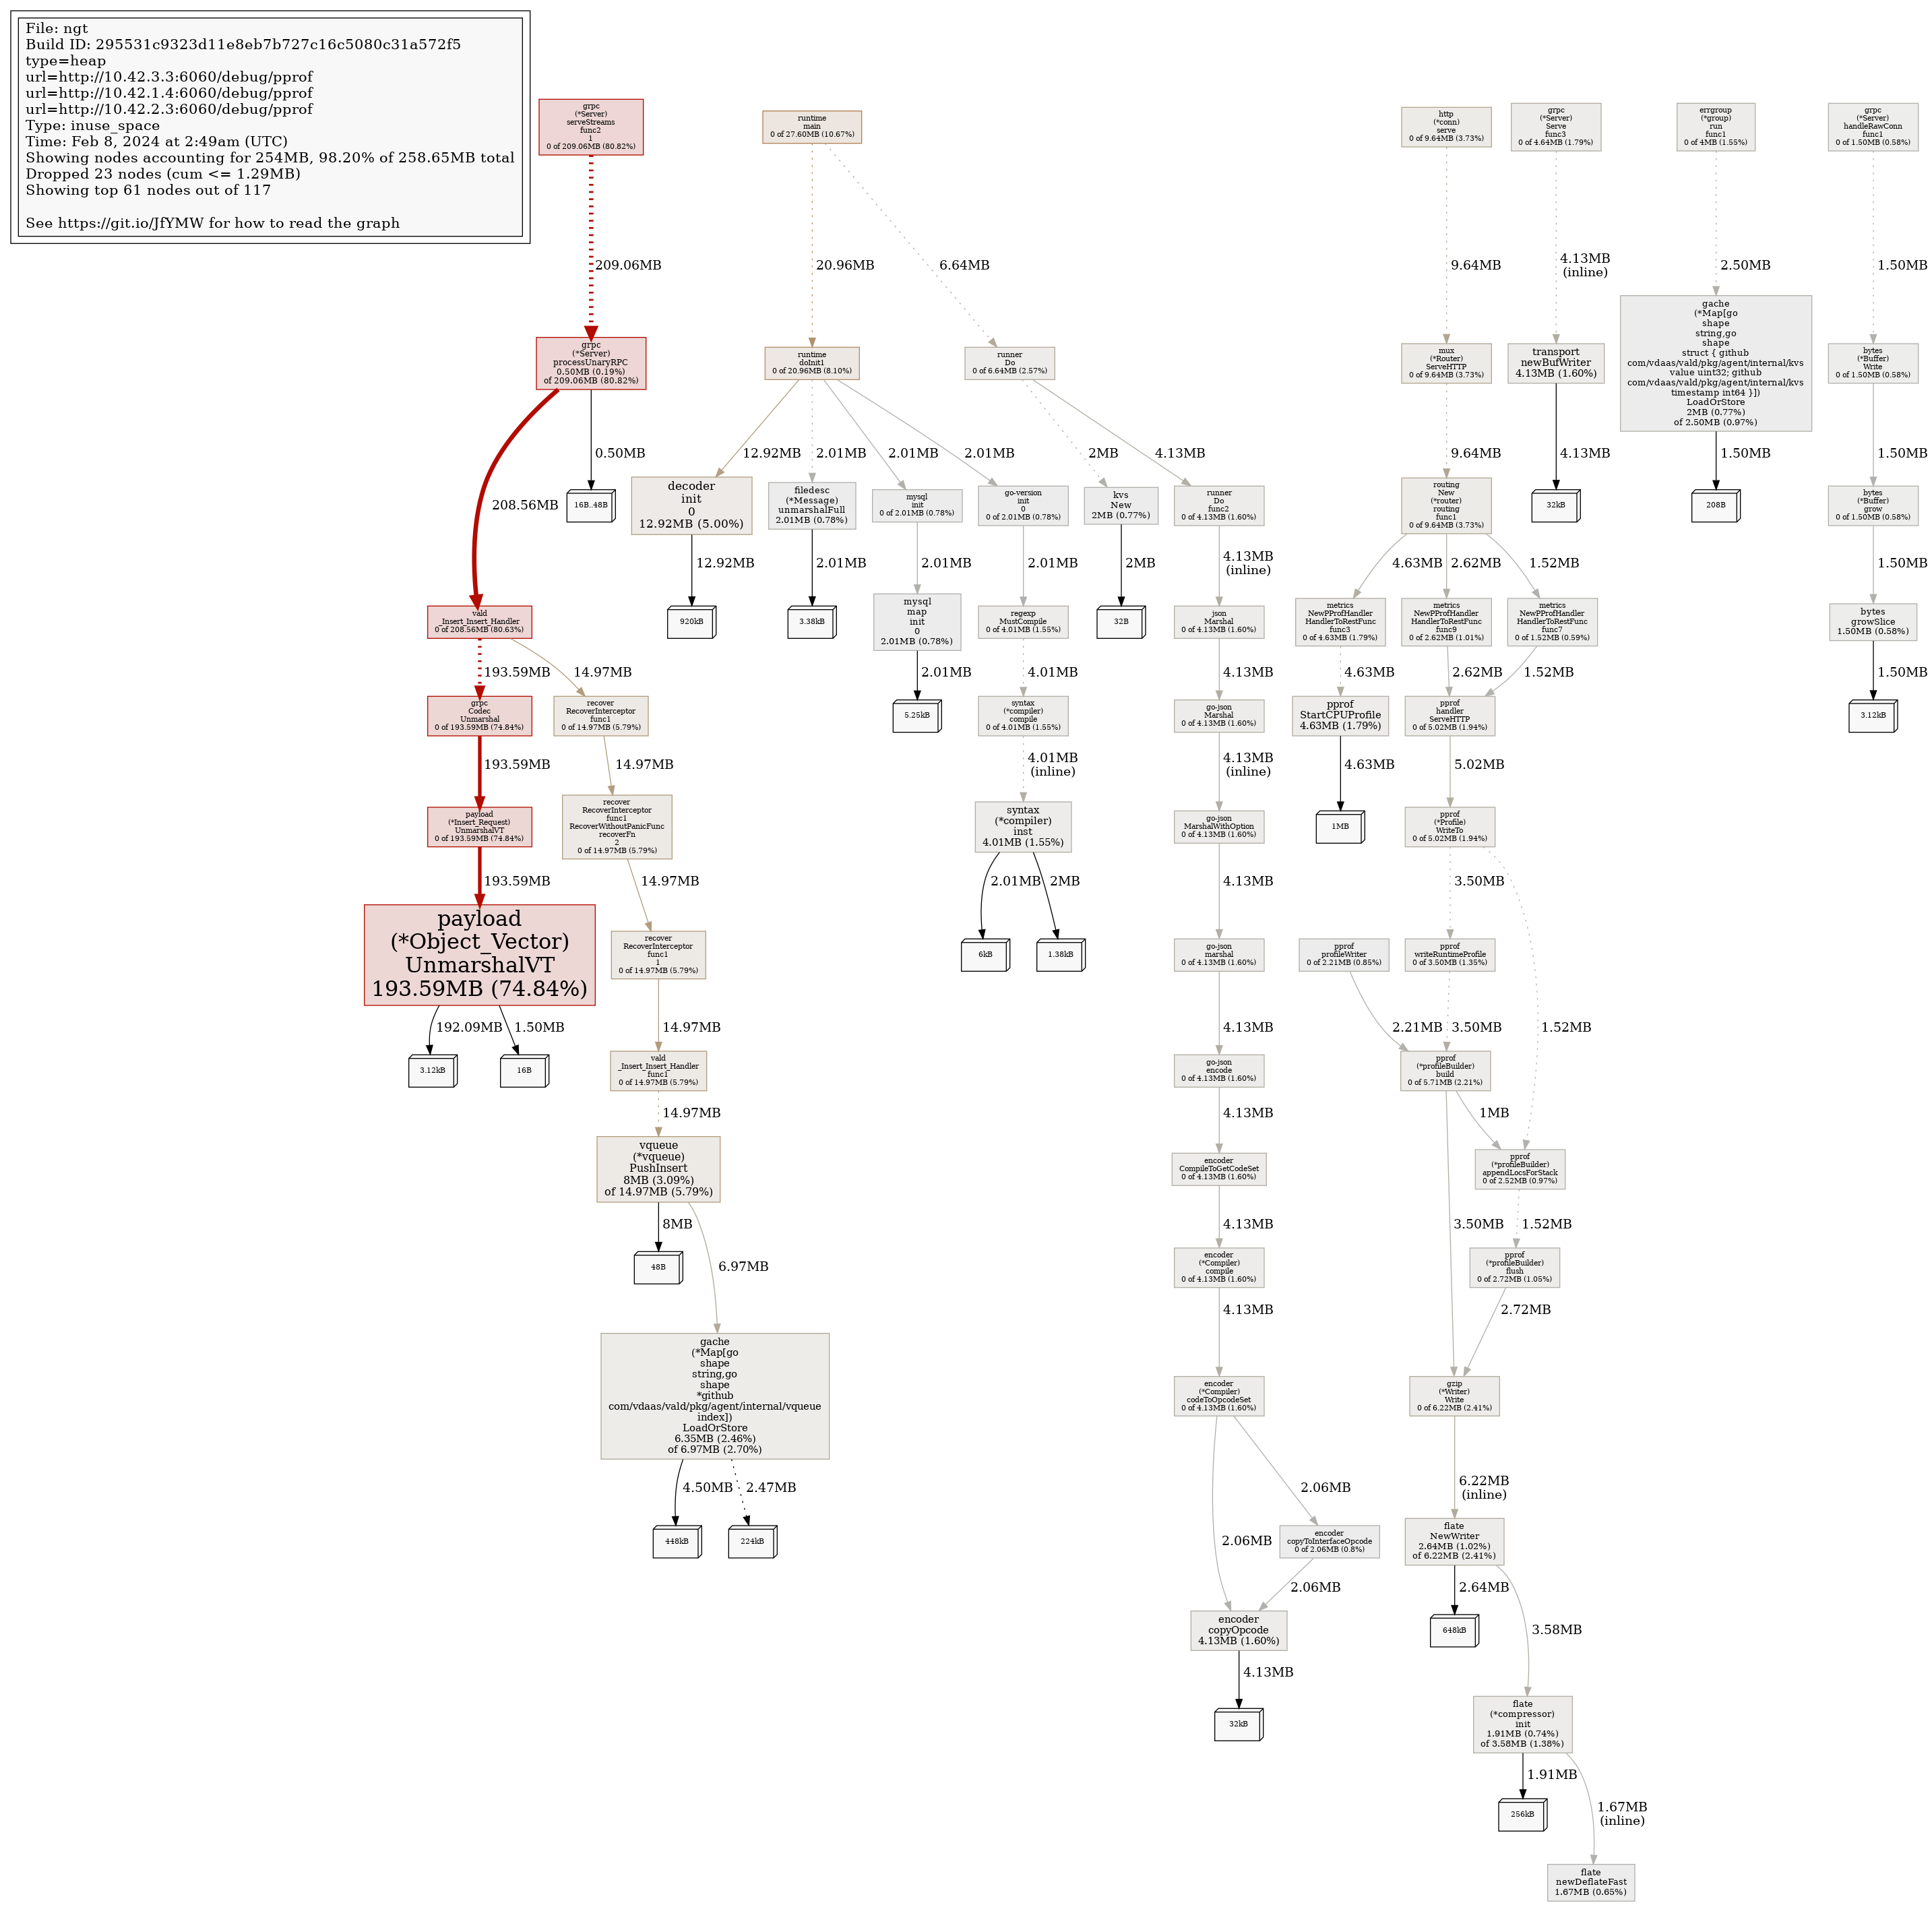 File: ngt
Build ID: 295531c9323d11e8eb7b727c16c5080c31a572f5
type=heap
url=http://10.42.3.3:6060/debug/pprof
url=http://10.42.1.4:6060/debug/pprof
url=http://10.42.2.3:6060/debug/pprof
Type: inuse_space
Time: Feb 8, 2024 at 2:49am (UTC)
Showing nodes accounting for 254MB, 98.20% of 258.65MB total
Dropped 23 nodes (cum <= 1.29MB)
Showing top 61 nodes out of 117
See https://git.io/JfYMW for how to read the graph
grpc
(*Server)
serveStreams
func2
1
0 of 209.06MB (80.82%)
209.06MB
grpc
(*Server)
processUnaryRPC
0.50MB (0.19%)
of 209.06MB (80.82%)
208.56MB
0.50MB
16B..48B
vald
_Insert_Insert_Handler
0 of 208.56MB (80.63%)
193.59MB
14.97MB
grpc
Codec
Unmarshal
0 of 193.59MB (74.84%)
193.59MB
payload
(*Insert_Request)
UnmarshalVT
0 of 193.59MB (74.84%)
193.59MB
payload
(*Object_Vector)
UnmarshalVT
193.59MB (74.84%)
192.09MB
1.50MB
3.12kB
16B
recover
RecoverInterceptor
func1
0 of 14.97MB (5.79%)
14.97MB
recover
RecoverInterceptor
func1
RecoverWithoutPanicFunc
recoverFn
2
0 of 14.97MB (5.79%)
14.97MB
recover
RecoverInterceptor
func1
1
0 of 14.97MB (5.79%)
14.97MB
vald
_Insert_Insert_Handler
func1
0 of 14.97MB (5.79%)
14.97MB
vqueue
(*vqueue)
PushInsert
8MB (3.09%)
of 14.97MB (5.79%)
8MB
48B
6.97MB
gache
(*Map[go
shape
string,go
shape
*github
com/vdaas/vald/pkg/agent/internal/vqueue
index])
LoadOrStore
6.35MB (2.46%)
of 6.97MB (2.70%)
4.50MB
2.47MB
448kB
224kB
runtime
main
0 of 27.60MB (10.67%)
20.96MB
6.64MB
runtime
doInit1
0 of 20.96MB (8.10%)
12.92MB
2.01MB
2.01MB
2.01MB
decoder
init
0
12.92MB (5.00%)
12.92MB
920kB
filedesc
(*Message)
unmarshalFull
2.01MB (0.78%)
2.01MB
3.38kB
mysql
init
0 of 2.01MB (0.78%)
2.01MB
mysql
map
init
0
2.01MB (0.78%)
2.01MB
5.25kB
go-version
init
0
0 of 2.01MB (0.78%)
2.01MB
regexp
MustCompile
0 of 4.01MB (1.55%)
4.01MB
syntax
(*compiler)
compile
0 of 4.01MB (1.55%)
4.01MB
(inline)
syntax
(*compiler)
inst
4.01MB (1.55%)
2.01MB
2MB
6kB
1.38kB
runner
Do
0 of 6.64MB (2.57%)
2MB
4.13MB
kvs
New
2MB (0.77%)
2MB
32B
runner
Do
func2
0 of 4.13MB (1.60%)
4.13MB
(inline)
json
Marshal
0 of 4.13MB (1.60%)
4.13MB
go-json
Marshal
0 of 4.13MB (1.60%)
4.13MB
(inline)
go-json
MarshalWithOption
0 of 4.13MB (1.60%)
4.13MB
go-json
marshal
0 of 4.13MB (1.60%)
4.13MB
go-json
encode
0 of 4.13MB (1.60%)
4.13MB
encoder
CompileToGetCodeSet
0 of 4.13MB (1.60%)
4.13MB
encoder
(*Compiler)
compile
0 of 4.13MB (1.60%)
4.13MB
encoder
(*Compiler)
codeToOpcodeSet
0 of 4.13MB (1.60%)
2.06MB
2.06MB
encoder
copyToInterfaceOpcode
0 of 2.06MB (0.8%)
2.06MB
encoder
copyOpcode
4.13MB (1.60%)
4.13MB
32kB
http
(*conn)
serve
0 of 9.64MB (3.73%)
9.64MB
mux
(*Router)
ServeHTTP
0 of 9.64MB (3.73%)
9.64MB
routing
New
(*router)
routing
func1
0 of 9.64MB (3.73%)
4.63MB
2.62MB
1.52MB
metrics
NewPProfHandler
HandlerToRestFunc
func3
0 of 4.63MB (1.79%)
4.63MB
pprof
StartCPUProfile
4.63MB (1.79%)
4.63MB
1MB
metrics
NewPProfHandler
HandlerToRestFunc
func9
0 of 2.62MB (1.01%)
2.62MB
metrics
NewPProfHandler
HandlerToRestFunc
func7
0 of 1.52MB (0.59%)
1.52MB
pprof
handler
ServeHTTP
0 of 5.02MB (1.94%)
5.02MB
pprof
(*Profile)
WriteTo
0 of 5.02MB (1.94%)
3.50MB
1.52MB
pprof
profileWriter
0 of 2.21MB (0.85%)
2.21MB
pprof
writeRuntimeProfile
0 of 3.50MB (1.35%)
3.50MB
pprof
(*profileBuilder)
build
0 of 5.71MB (2.21%)
1MB
3.50MB
pprof
(*profileBuilder)
appendLocsForStack
0 of 2.52MB (0.97%)
1.52MB
pprof
(*profileBuilder)
flush
0 of 2.72MB (1.05%)
2.72MB
gzip
(*Writer)
Write
0 of 6.22MB (2.41%)
6.22MB
(inline)
flate
NewWriter
2.64MB (1.02%)
of 6.22MB (2.41%)
2.64MB
648kB
3.58MB
flate
(*compressor)
init
1.91MB (0.74%)
of 3.58MB (1.38%)
1.91MB
256kB
1.67MB
(inline)
flate
newDeflateFast
1.67MB (0.65%)
grpc
(*Server)
Serve
func3
0 of 4.64MB (1.79%)
4.13MB
(inline)
transport
newBufWriter
4.13MB (1.60%)
4.13MB
32kB
errgroup
(*group)
run
func1
0 of 4MB (1.55%)
2.50MB
gache
(*Map[go
shape
string,go
shape
struct { github
com/vdaas/vald/pkg/agent/internal/kvs
value uint32; github
com/vdaas/vald/pkg/agent/internal/kvs
timestamp int64 }])
LoadOrStore
2MB (0.77%)
of 2.50MB (0.97%)
1.50MB
208B
grpc
(*Server)
handleRawConn
func1
0 of 1.50MB (0.58%)
1.50MB
bytes
(*Buffer)
Write
0 of 1.50MB (0.58%)
1.50MB
bytes
(*Buffer)
grow
0 of 1.50MB (0.58%)
1.50MB
bytes
growSlice
1.50MB (0.58%)
1.50MB
3.12kB